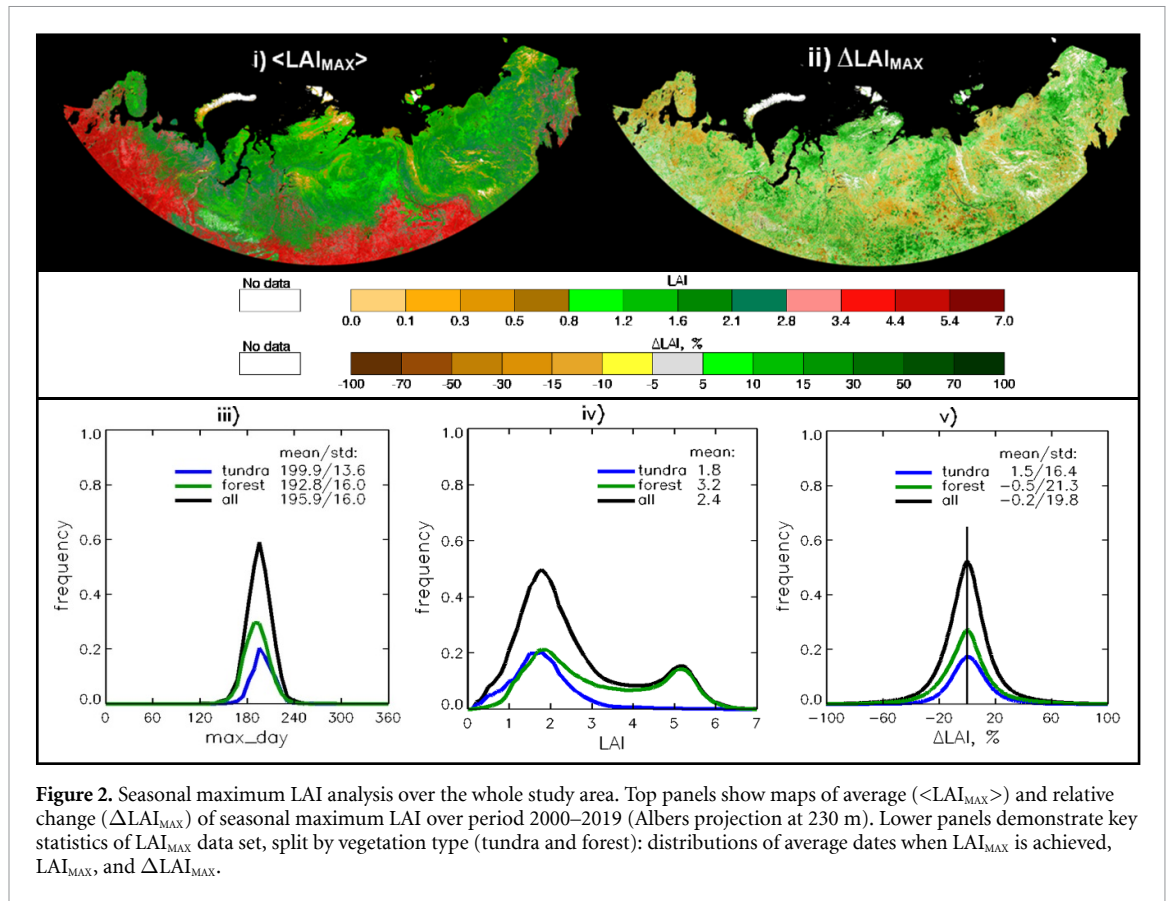 i) <LAIMAX>
ii) ΔLAIMAX
No data
LAI
0.0 0.1 0.3 0.5 0.8 1.2 1.6 2.1 2.8 3.4 4.4 5.4 7.0
No data
ΔLAI, %
-100 -70 -50 -30 -15 -10 -5 5 10 15 30 50 70 100
iii)
1.0
0.8
0.6
0.4
0.2
0.0
frequency
mean/std:
tundra 199.9/13.6
forest 192.8/16.0
all 195.9/16.0
0 60 120 180 240 300 360
max_day
iv)
1.0
0.8
0.6
0.4
0.2
0.0
frequency
mean:
tundra 1.8
forest 3.2
all 2.4
0 1 2 3 4 5 6 7
LAI
v)
1.0
0.8
0.6
0.4
0.2
0.0
frequency
mean/std:
tundra 1.5/16.4
forest -0.5/21.3
all -0.2/19.8
-100 -60 -20 20 60 100
ΔLAI, %
Figure 2. Seasonal maximum LAI analysis over the whole study area. Top panels show maps of average (<LAIMAX>) and relative
change (ΔLAIMAX) of seasonal maximum LAI over period 2000–2019 (Albers projection at 230 m). Lower panels demonstrate key
statistics of LAIMAX data set, split by vegetation type (tundra and forest): distributions of average dates when LAIMAX is achieved,
LAIMAX, and ΔLAIMAX.